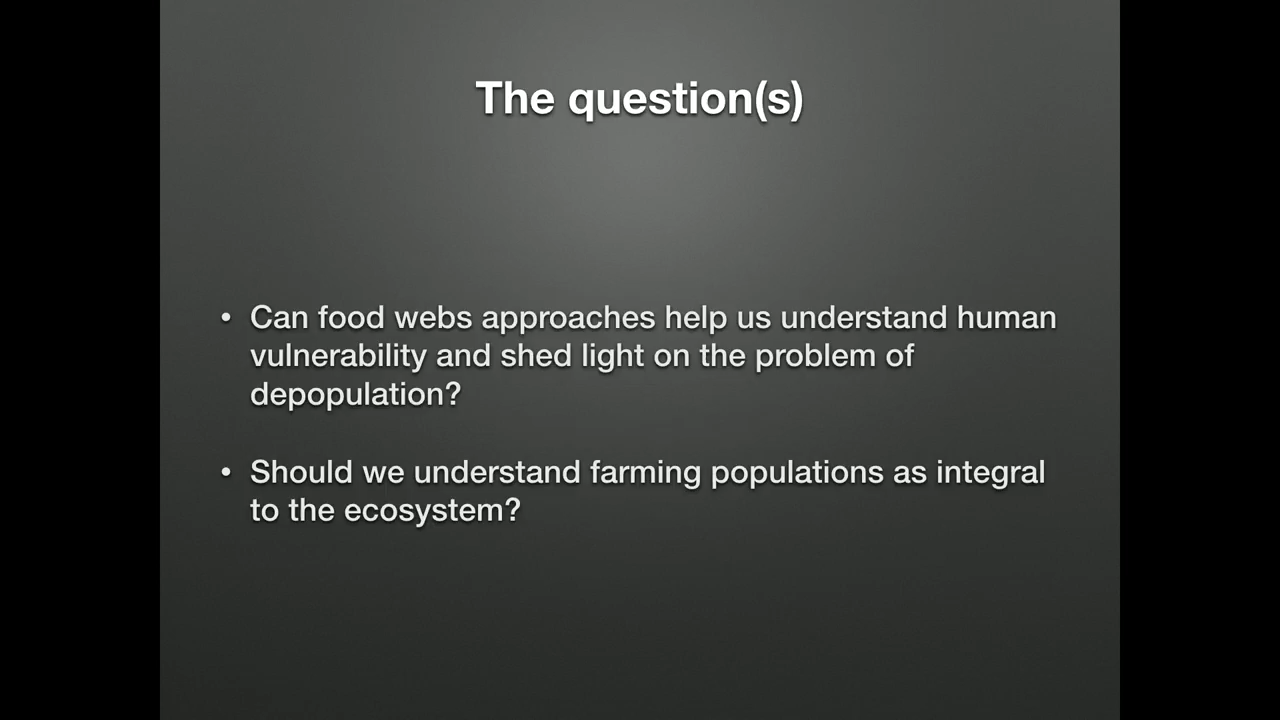 The question(s)
• Can food webs approaches help us understand human
vulnerability and shed light on the problem of
depopulation?
• Should we understand farming populations as integral
to the ecosystem?